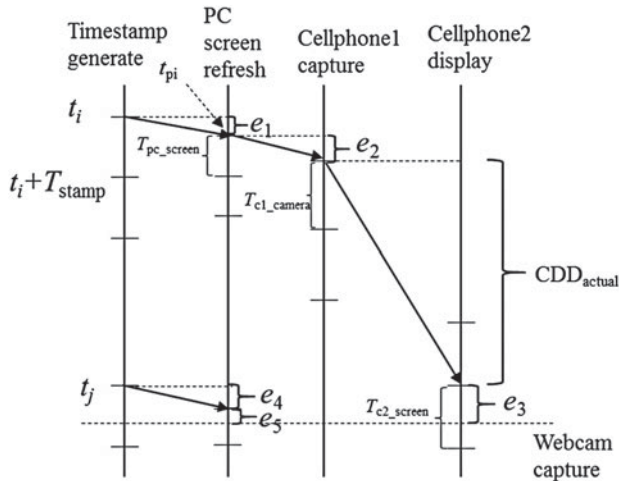 Timestamp
generate
PC
screen
refresh
Cellphone1
capture
Cellphone2
display
t_pi
t_i
e_1
e_2
T_pc_screen
t_i+T_stamp
T_c1_camera
CDD_actual
t_j
e_4
e_5
T_c2_screen
e_3
Webcam
capture